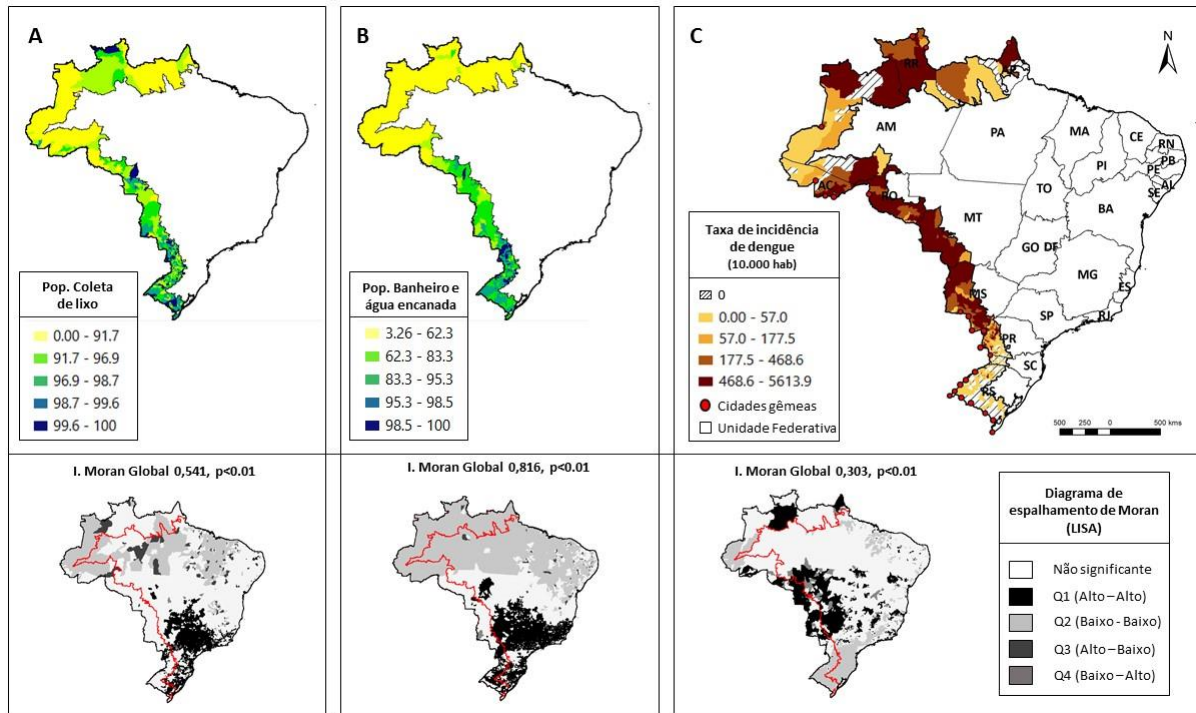 A
Pop. Coleta
de lixo
0.00 - 91.7
91.7 - 96.9
96.9 - 98.7
98.7 - 99.6
99.6 - 100
B
Pop. Banheiro e
água encanada
3.26 - 62.3
62.3 - 83.3
83.3 - 95.3
95.3 - 98.5
98.5 - 100
C
N
RR
AP
AM
PA
MA
CE
RN
PB
PE
AL
SE
PI
AC
RO
TO
BA
MT
GO
DF
MG
ES
MS
SP
RJ
PR
SC
RS
Taxa de incidência
de dengue
(10.000 hab)
0
0.00 - 57.0
57.0 - 177.5
177.5 - 468.6
468.6 - 5613.9
Cidades gêmeas
Unidade Federativa
500 250 0 500 kms
I. Moran Global 0,541, p<0.01
I. Moran Global 0,816, p<0.01
I. Moran Global 0,303, p<0.01
Diagrama de
espalhamento de Moran
(LISA)
Não significante
Q1 (Alto – Alto)
Q2 (Baixo - Baixo)
Q3 (Alto – Baixo)
Q4 (Baixo – Alto)